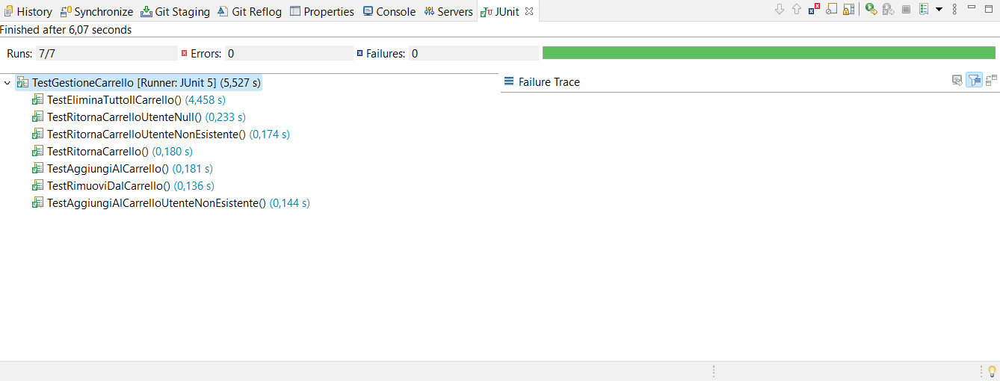 History Synchronize Git Staging Git Reflog Properties Console Servers JUnit
Finished after 6,07 seconds
Runs: 7/7 Errors: 0 Failures: 0
TestGestioneCarrello [Runner: JUnit 5] (5,527 s)
Failure Trace
TestEliminaTuttoIlCarrello() (4,458 s)
TestRitornaCarrelloUtenteNull() (0,233 s)
TestRitornaCarrelloUtenteNonEsistente() (0,174 s)
TestRitornaCarrello() (0,180 s)
TestAggiungiAlCarrello() (0,181 s)
TestRimuoviDalCarrello() (0,136 s)
TestAggiungiAlCarrelloUtenteNonEsistente() (0,144 s)